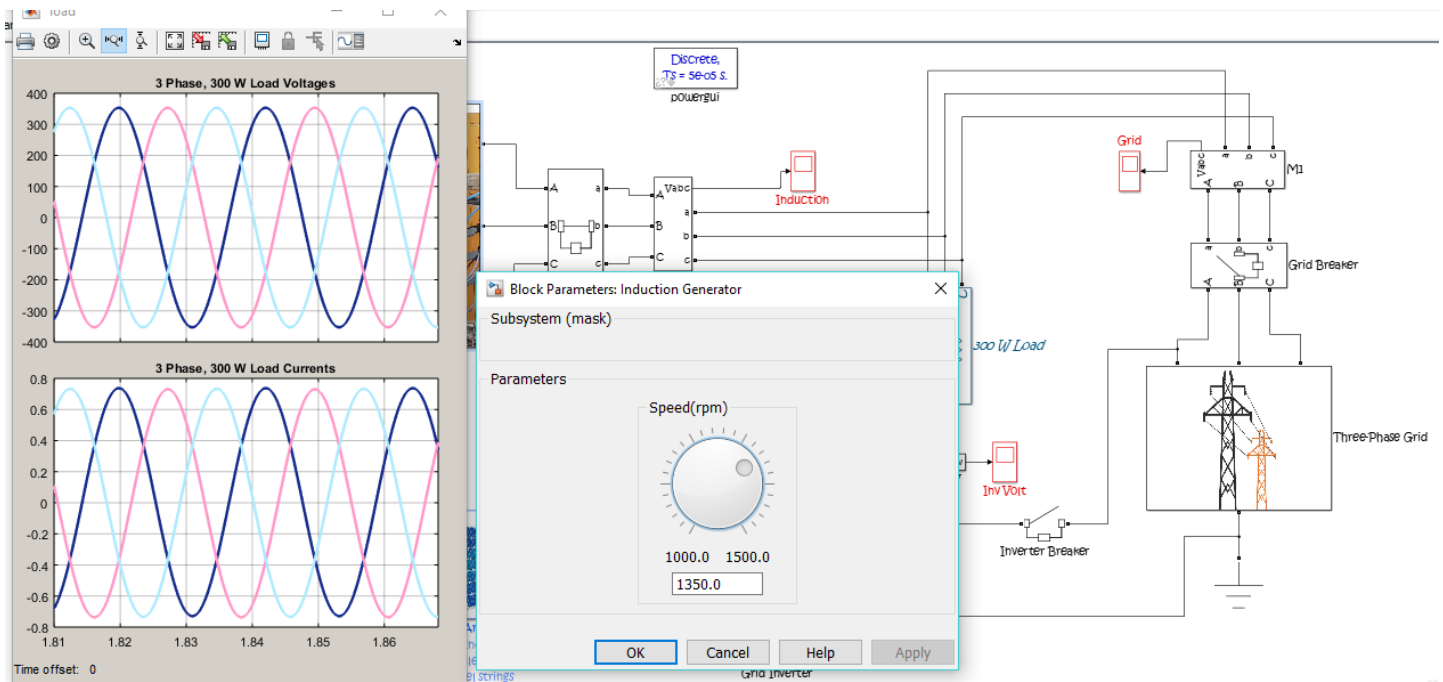 load
3 Phase, 300 W Load Voltages
400
300
200
100
0
-100
-200
-300
-400
3 Phase, 300 W Load Currents
0.8
0.6
0.4
0.2
0
-0.2
-0.4
-0.6
-0.8
1.81
1.82
1.83
1.84
1.85
1.86
Time offset: 0
Discrete,
Ts = 5e-05 s.
powergui
A
B
C
a
b
c
Vabc
A
B
C
a
b
c
Induction
Grid
Vabc
a
b
c
A
B
C
M1
a
b
c
A
B
C
Grid Breaker
300 W Load
Three-Phase Grid
Inv Volt
Inverter Breaker
Grid Inverter
strings
Block Parameters: Induction Generator
Subsystem (mask)
Parameters
Speed(rpm)
1000.0 1500.0
1350.0
OK
Cancel
Help
Apply